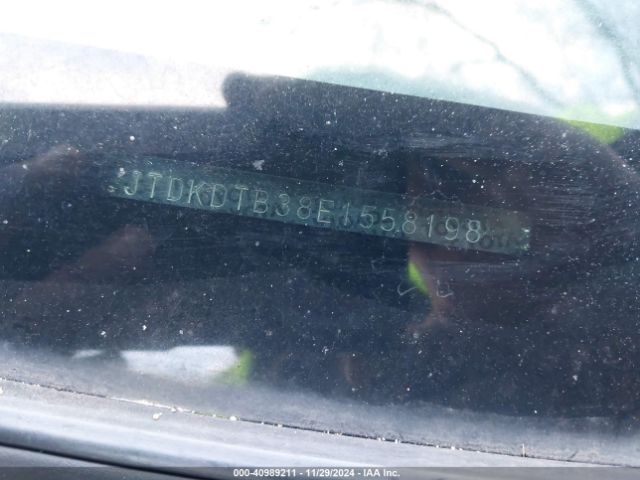 JTDKDTB38E1558198
000-40989211 - 11/29/2024 - IAA Inc.